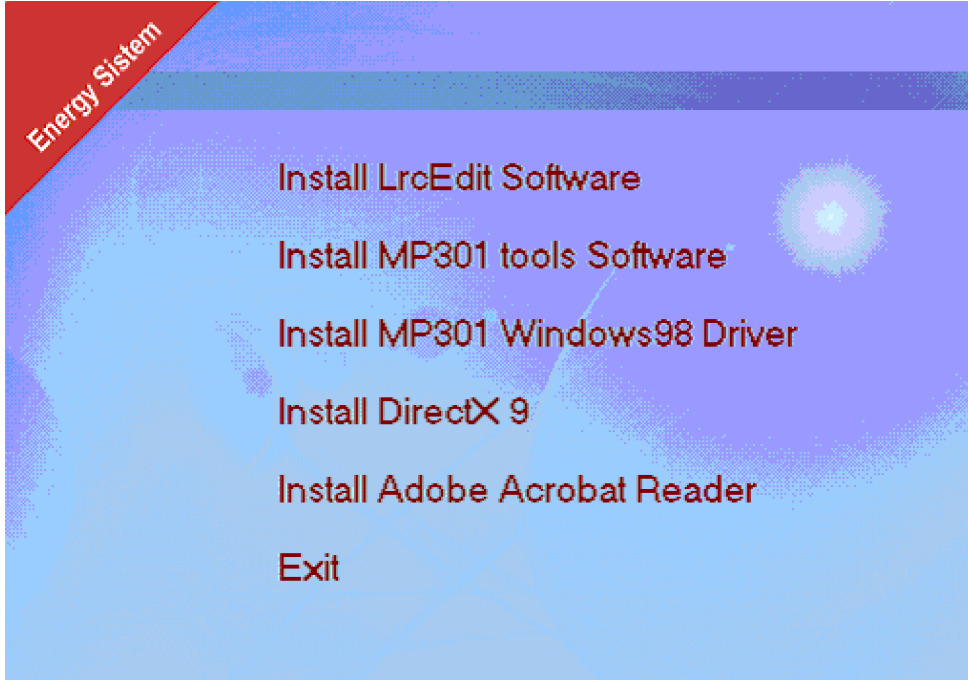 Energy Sistem
Install LrcEdit Software
Install MP301 tools Software
Install MP301 Windows98 Driver
Install DirectX 9
Install Adobe Acrobat Reader
Exit